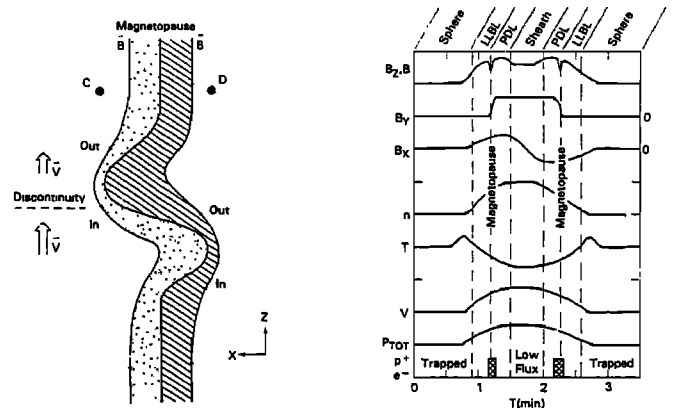 Magnetopause
B B
C D
Out
V
Discontinuity
Out
In
V
In
Z
X
Sphere LLBL PDL Sheath PDL LLBL Sphere
BZ,B
BY 0
BX 0
Magnetopause Magnetopause
n
T
V
PTOT
p+ Trapped Low Flux Trapped
e-
0 1 2 3
T(min)